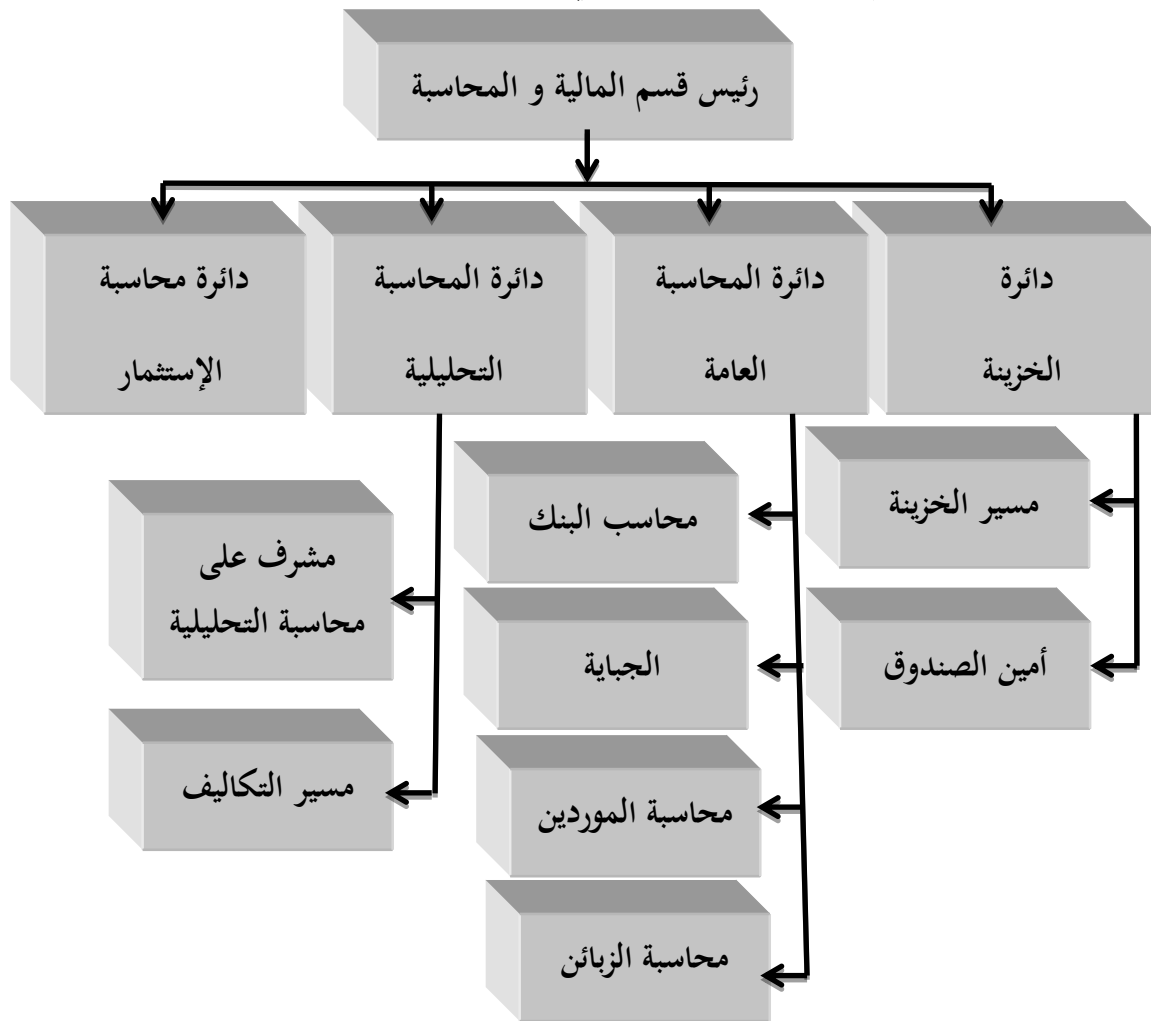 رئيس قسم المالية و المحاسبة
دائرة
الخزينة
دائرة المحاسبة
العامة
دائرة المحاسبة
التحليلية
دائرة محاسبة
الإستثمار
مسير الخزينة
أمين الصندوق
محاسب البنك
الجباية
محاسبة الموردين
محاسبة الزبائن
مشرف على
محاسبة التحليلية
مسير التكاليف